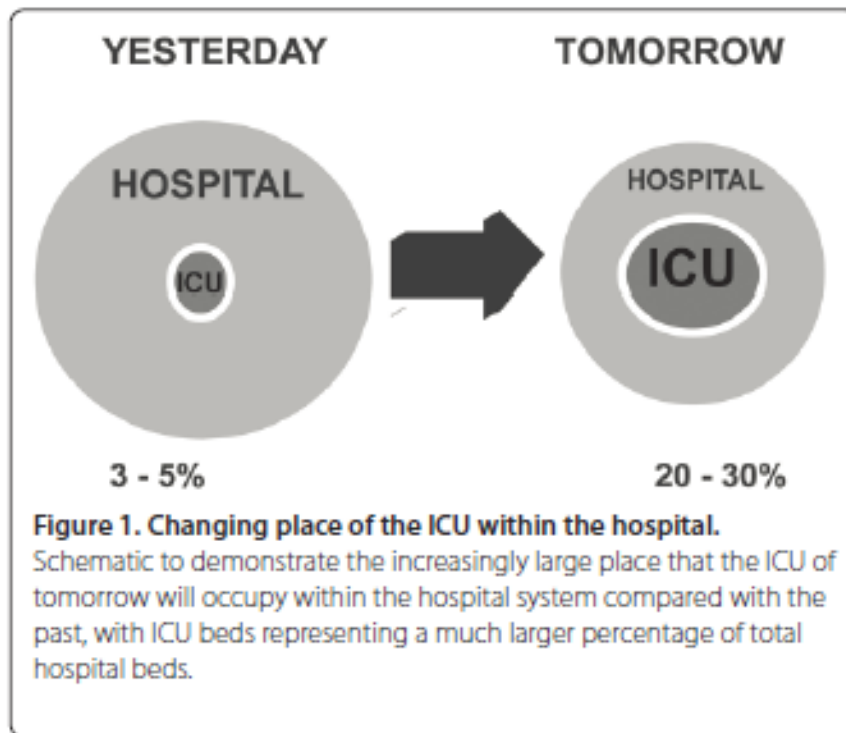 YESTERDAY
TOMORROW
HOSPITAL
ICU
HOSPITAL
ICU
3 - 5%
20 - 30%
Figure 1. Changing place of the ICU within the hospital.
Schematic to demonstrate the increasingly large place that the ICU of
tomorrow will occupy within the hospital system compared with the
past, with ICU beds representing a much larger percentage of total
hospital beds.